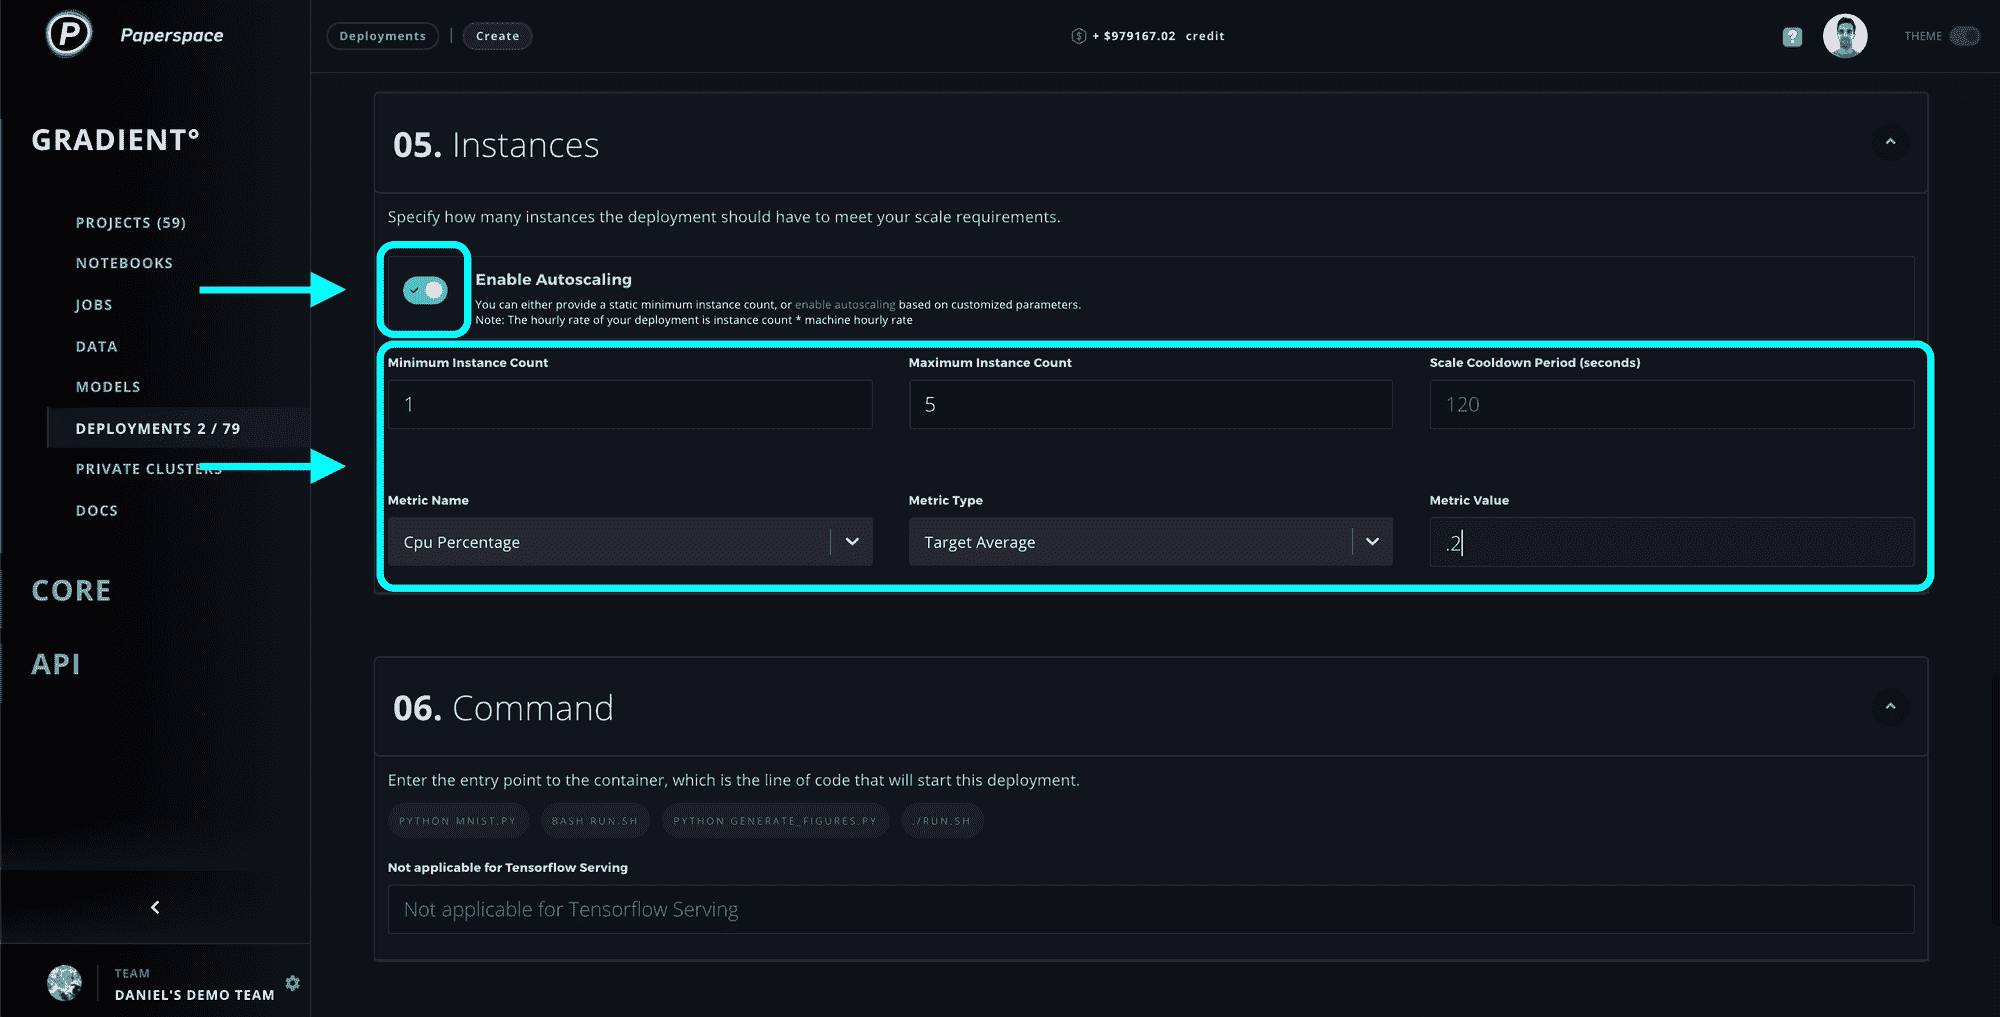 P Paperspace
Deployments | Create
+ $979167.02 credit
?
THEME
GRADIENT°
PROJECTS (59)
NOTEBOOKS
JOBS
DATA
MODELS
DEPLOYMENTS 2 / 79
PRIVATE CLUSTERS
DOCS
CORE
API
TEAM
DANIEL'S DEMO TEAM
05. Instances
Specify how many instances the deployment should have to meet your scale requirements.
Enable Autoscaling
You can either provide a static minimum instance count, or enable autoscaling based on customized parameters.
Note: The hourly rate of your deployment is instance count * machine hourly rate
Minimum Instance Count
1
Maximum Instance Count
5
Scale Cooldown Period (seconds)
120
Metric Name
Cpu Percentage
Metric Type
Target Average
Metric Value
.2
06. Command
Enter the entry point to the container, which is the line of code that will start this deployment.
PYTHON MNIST.PY BASH RUN.SH PYTHON GENERATE_FIGURES.PY ./RUN.SH
Not applicable for Tensorflow Serving
Not applicable for Tensorflow Serving